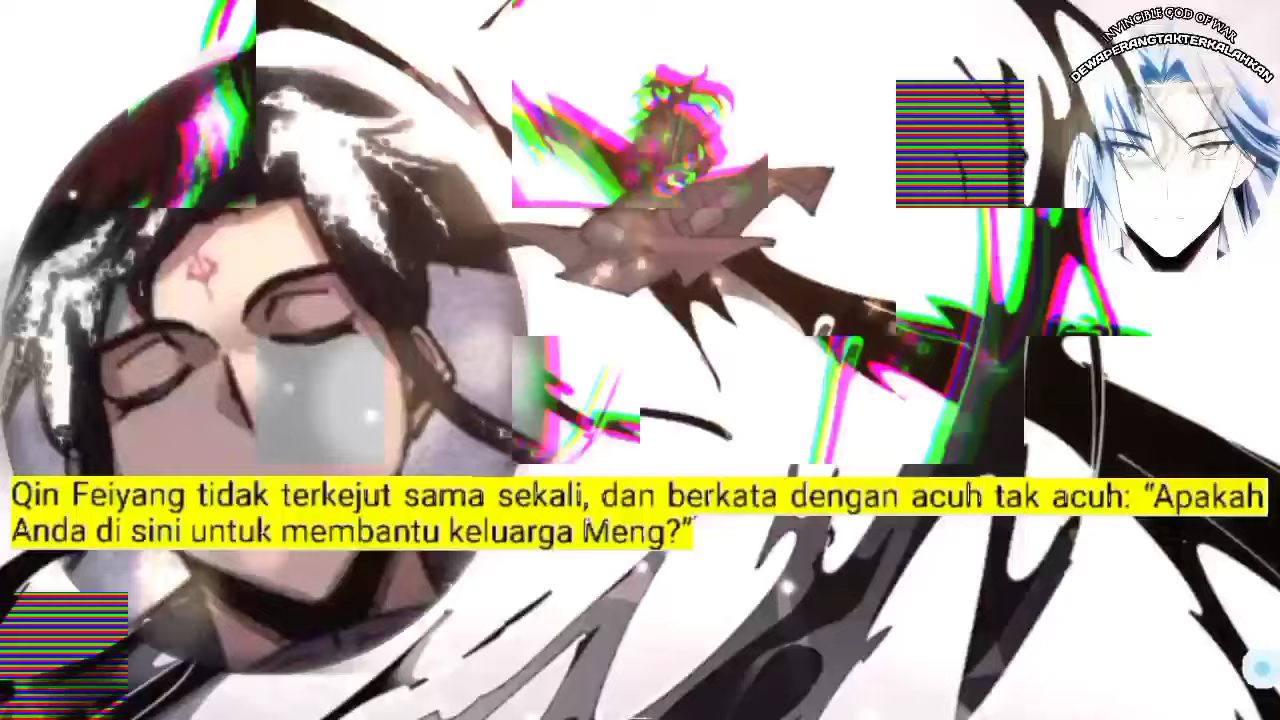 INVINCIBLE GOD OF WAR
DEWAPERANGTAKTERKALAHKAN
Qin Feiyang tidak terkejut sama sekali, dan berkata dengan acuh tak acuh: “Apakah
Anda di sini untuk membantu keluarga Meng?”